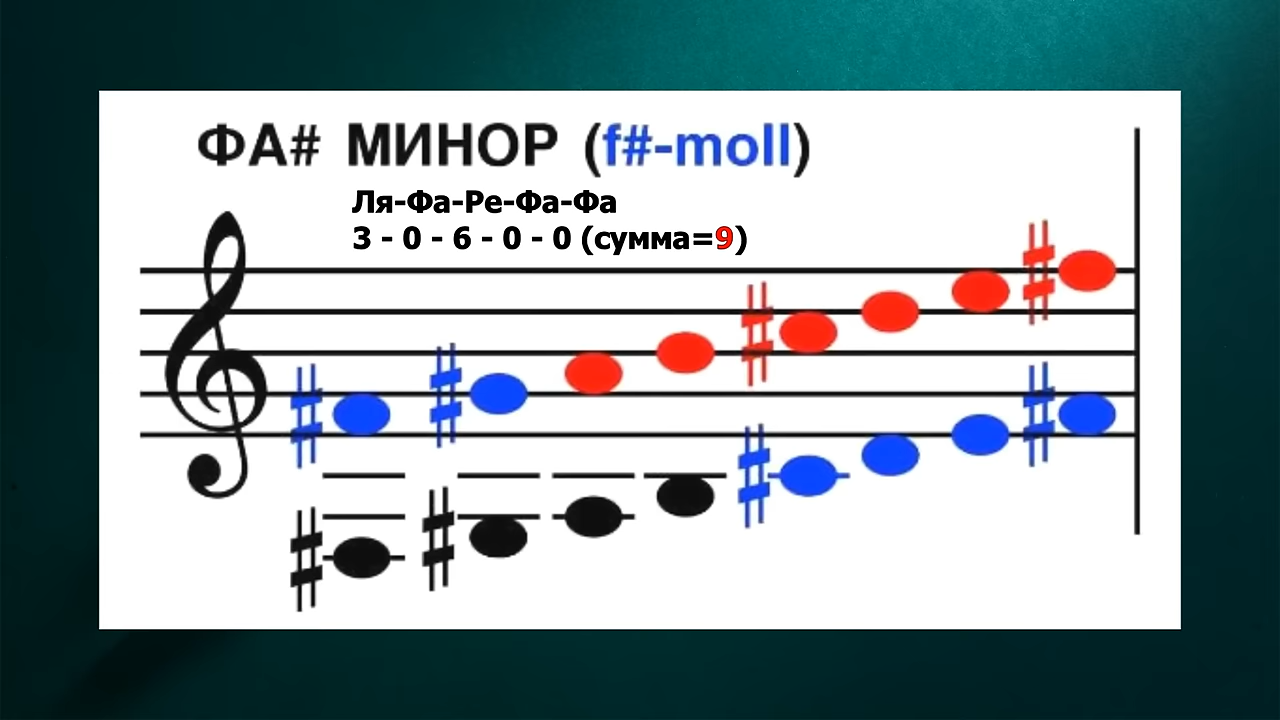 ФА# МИНОР (f#-moll)
Ля-Фа-Ре-Фа-Фа
3 - 0 - 6 - 0 - 0 (сумма=9)